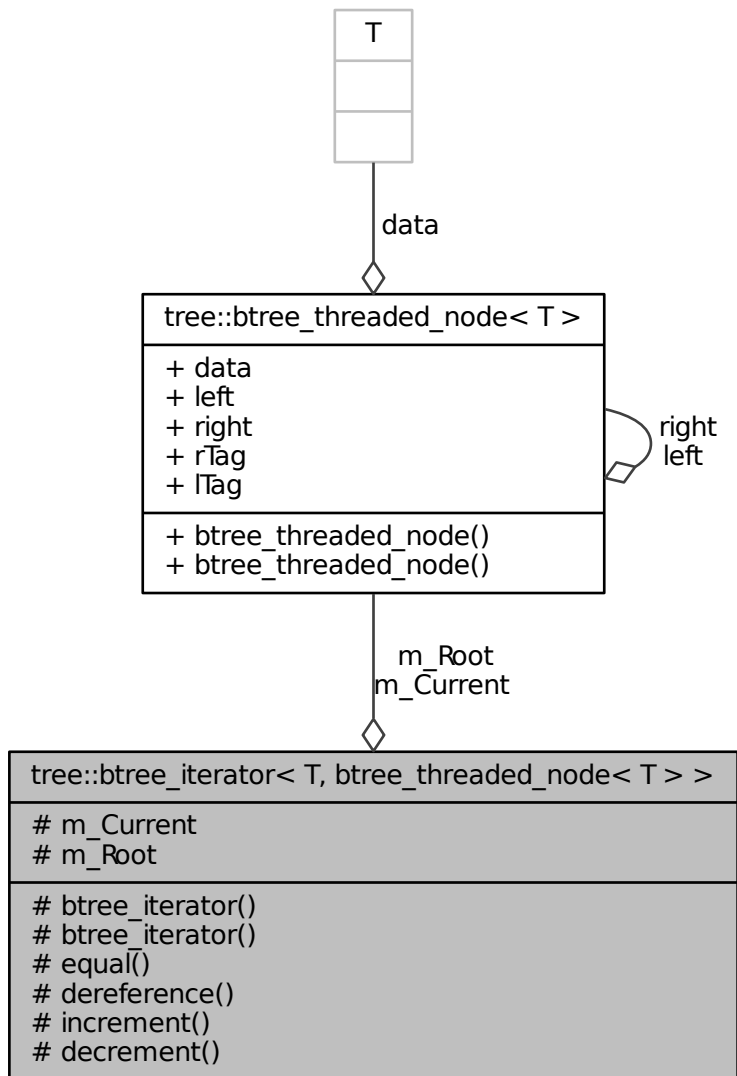 T
data
tree::btree_threaded_node< T >
+ data
+ left
+ right
+ rTag
+ lTag
right
left
+ btree_threaded_node()
+ btree_threaded_node()
m_Root
m_Current
tree::btree_iterator< T, btree_threaded_node< T > >
# m_Current
# m_Root
# btree_iterator()
# btree_iterator()
# equal()
# dereference()
# increment()
# decrement()